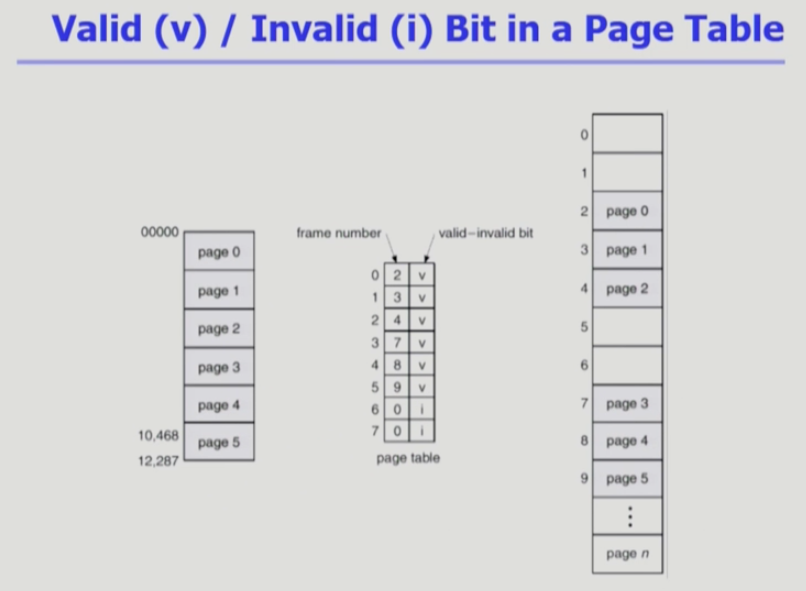 Valid (v) / Invalid (i) Bit in a Page Table
00000
page 0
page 1
page 2
page 3
page 4
10,468
page 5
12,287
frame number
valid–invalid bit
0 2 v
1 3 v
2 4 v
3 7 v
4 8 v
5 9 v
6 0 i
7 0 i
page table
0
1
2 page 0
3 page 1
4 page 2
5
6
7 page 3
8 page 4
9 page 5
⋮
page n